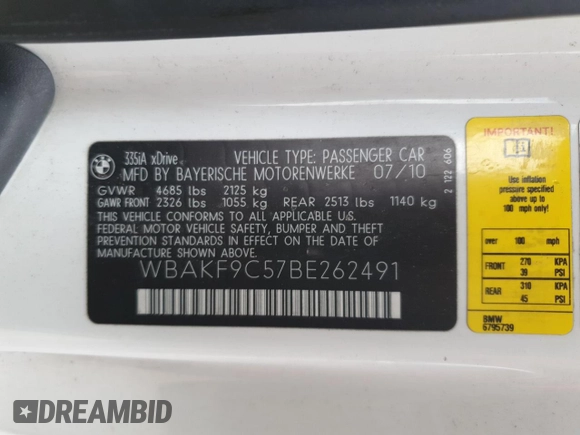 335iA xDrive VEHICLE TYPE: PASSENGER CAR
MFD BY BAYERISCHE MOTORENWERKE 07/10
GVWR 4685 lbs 2125 kg
GAWR FRONT 2326 lbs 1055 kg REAR 2513 lbs 1140 kg
THIS VEHICLE CONFORMS TO ALL APPLICABLE U.S.
FEDERAL MOTOR VEHICLE SAFETY, BUMPER AND THEFT
PREVENTION STANDARDS IN EFFECT ON THE DATE OF
MANUFACTURE SHOWN ABOVE.
WBAKF9C57BE262491
2 122 606
IMPORTANT!
Use inflation
pressure specified
above up to
100 mph only!
over 100 mph
FRONT 270 KPA
39 PSI
REAR 310 KPA
45 PSI
BMW
6795739
DREAMBID